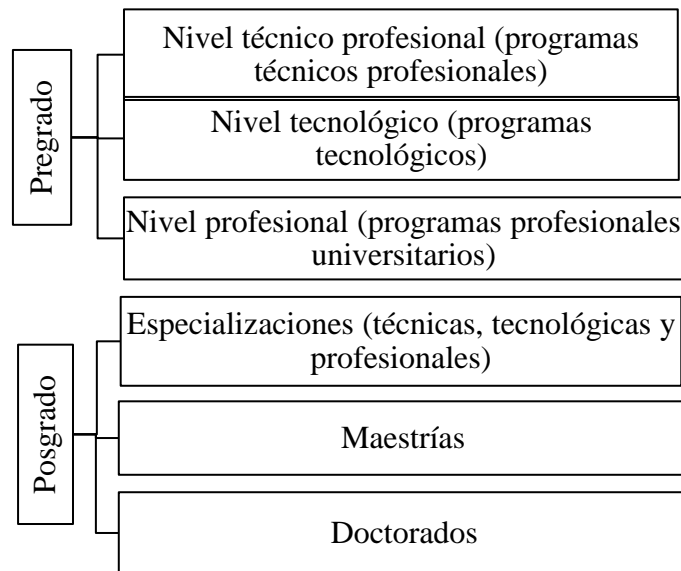 Pregrado
Nivel técnico profesional (programas
técnicos profesionales)
Nivel tecnológico (programas
tecnológicos)
Nivel profesional (programas profesionales
universitarios)
Posgrado
Especializaciones (técnicas, tecnológicas y
profesionales)
Maestrías
Doctorados